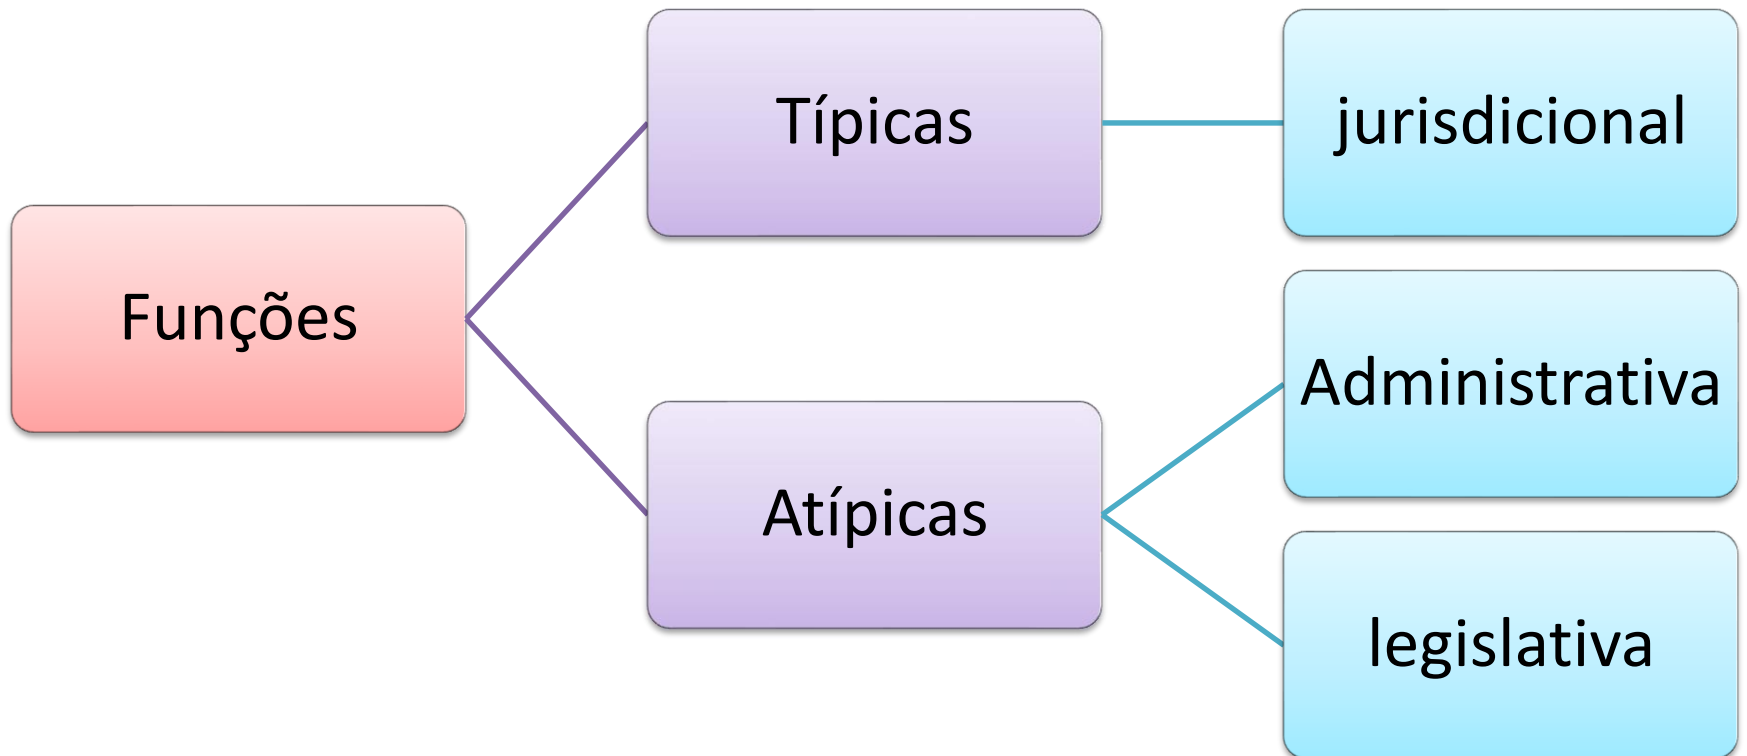 Funções
Típicas
jurisdicional
Atípicas
Administrativa
legislativa